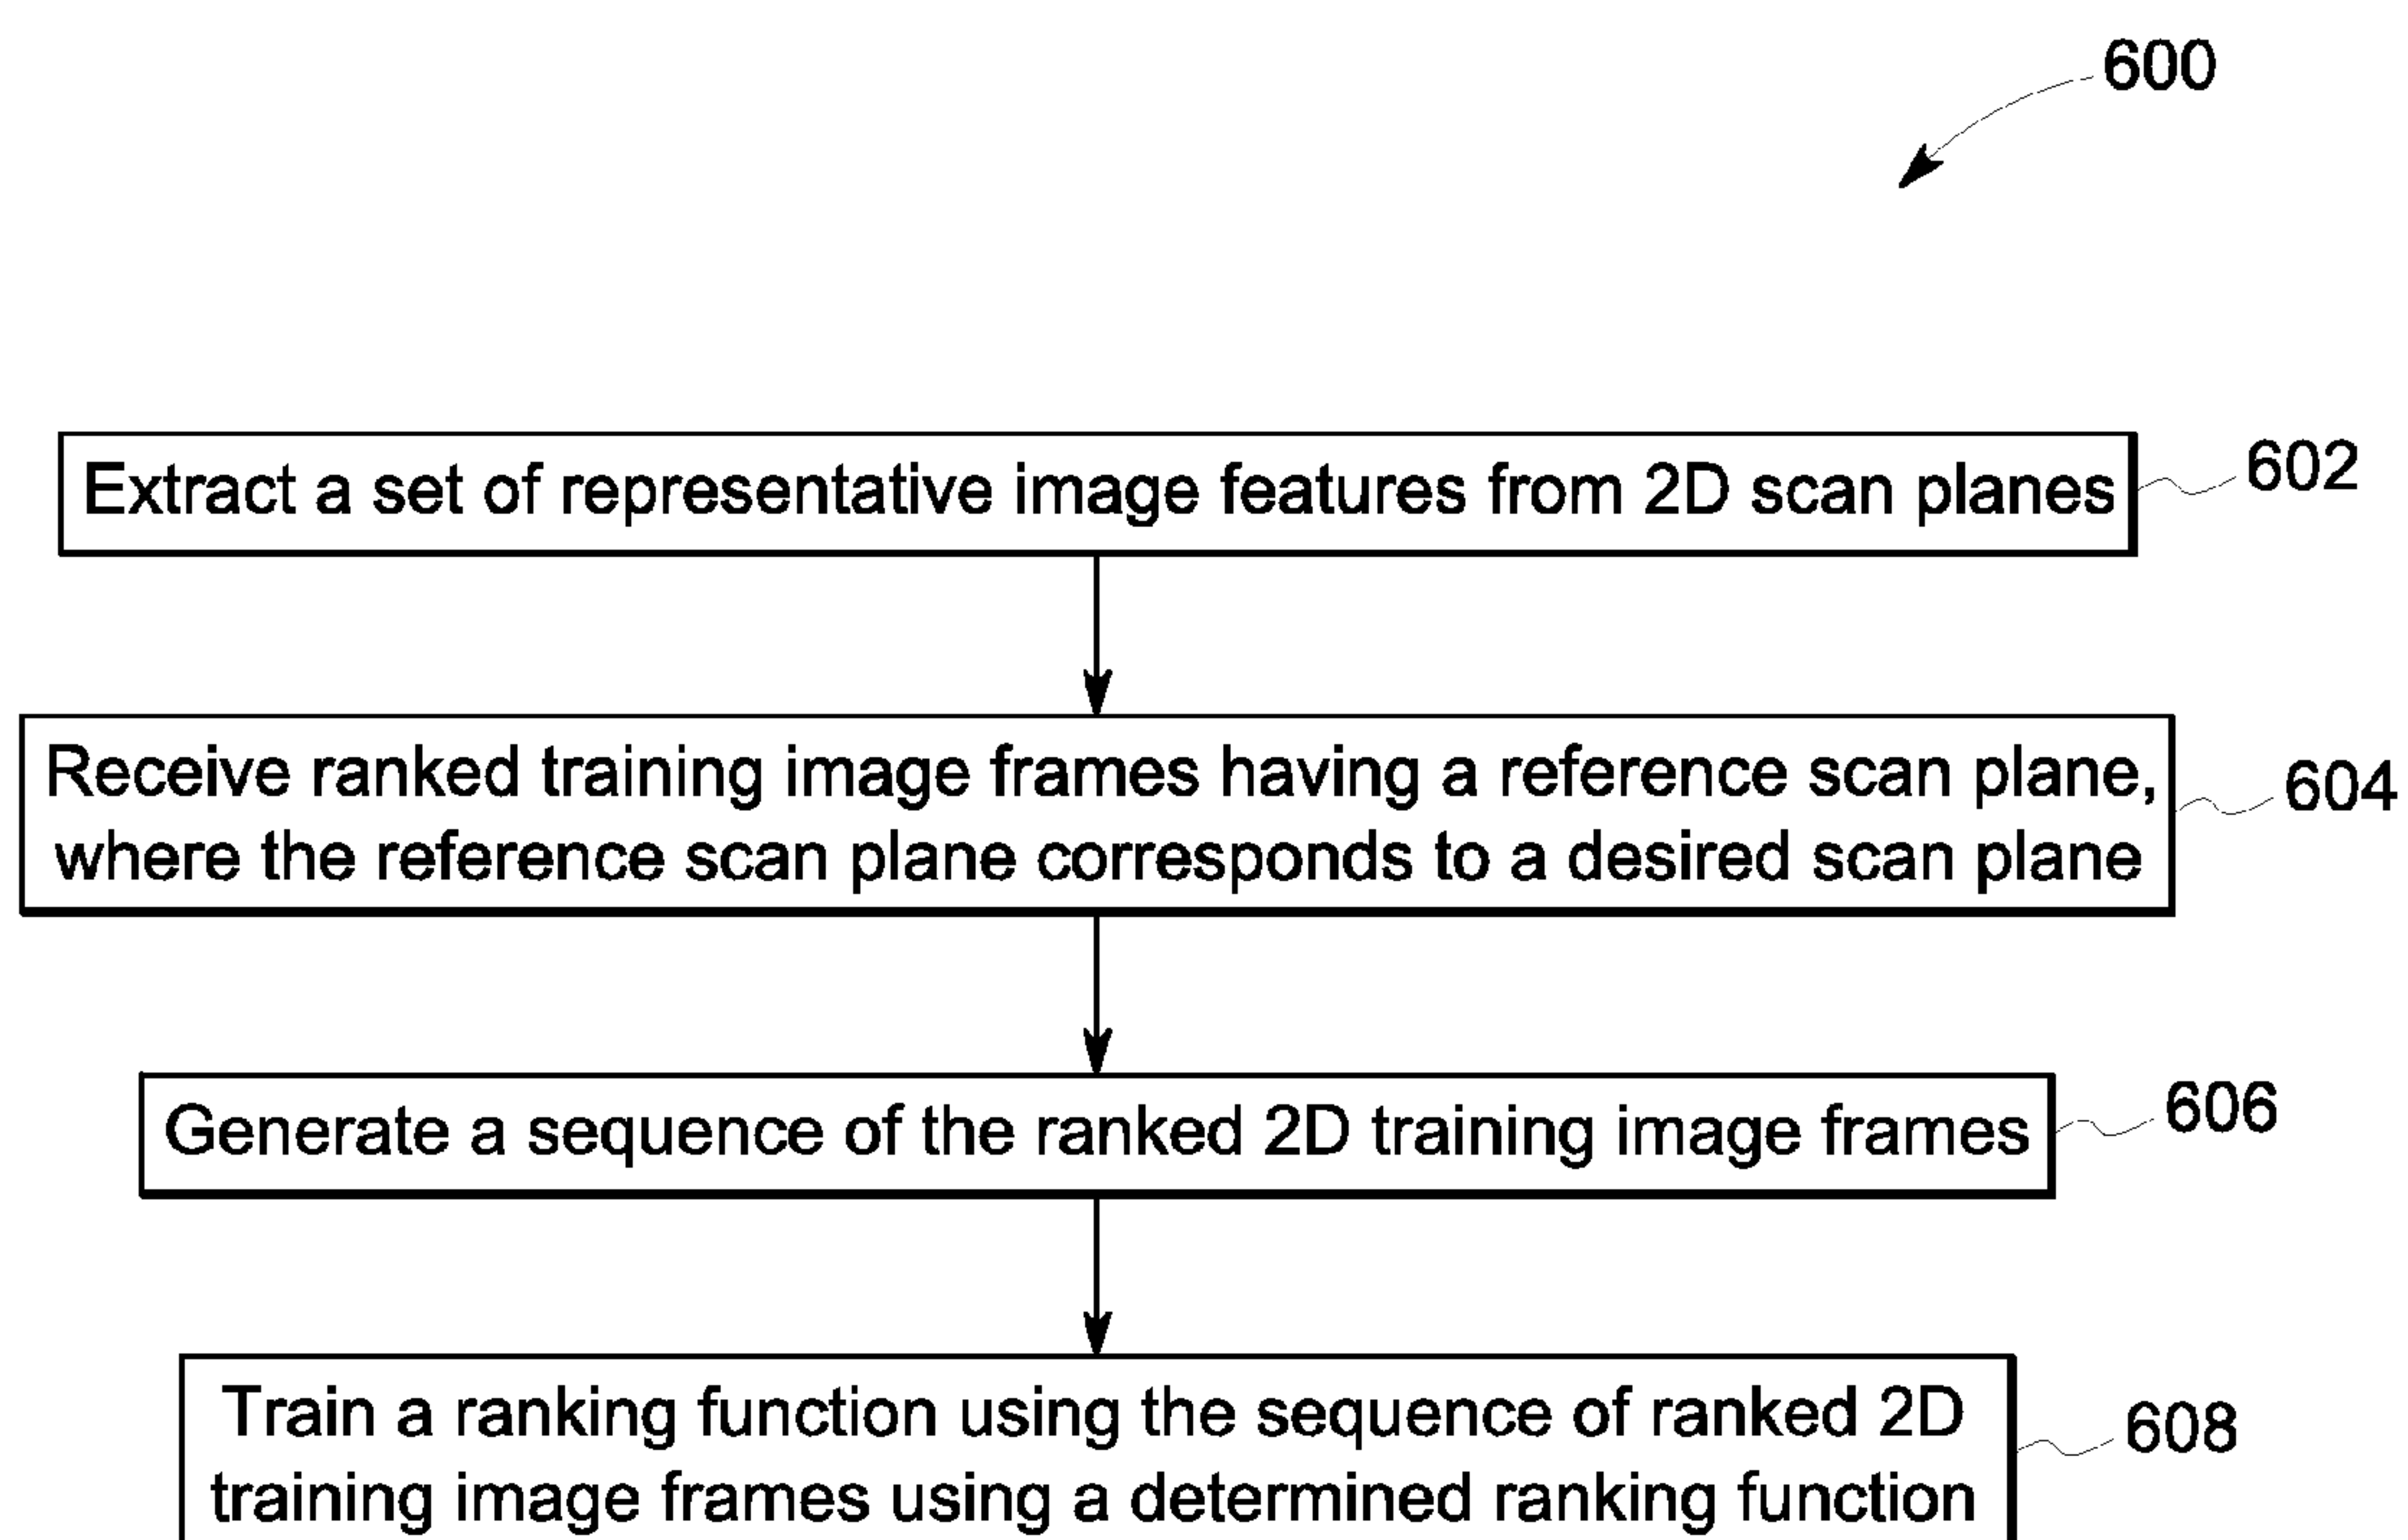 600
Extract a set of representative image features from 2D scan planes
602
Receive ranked training image frames having a reference scan plane,
where the reference scan plane corresponds to a desired scan plane
604
Generate a sequence of the ranked 2D training image frames
606
Train a ranking function using the sequence of ranked 2D
training image frames using a determined ranking function
608